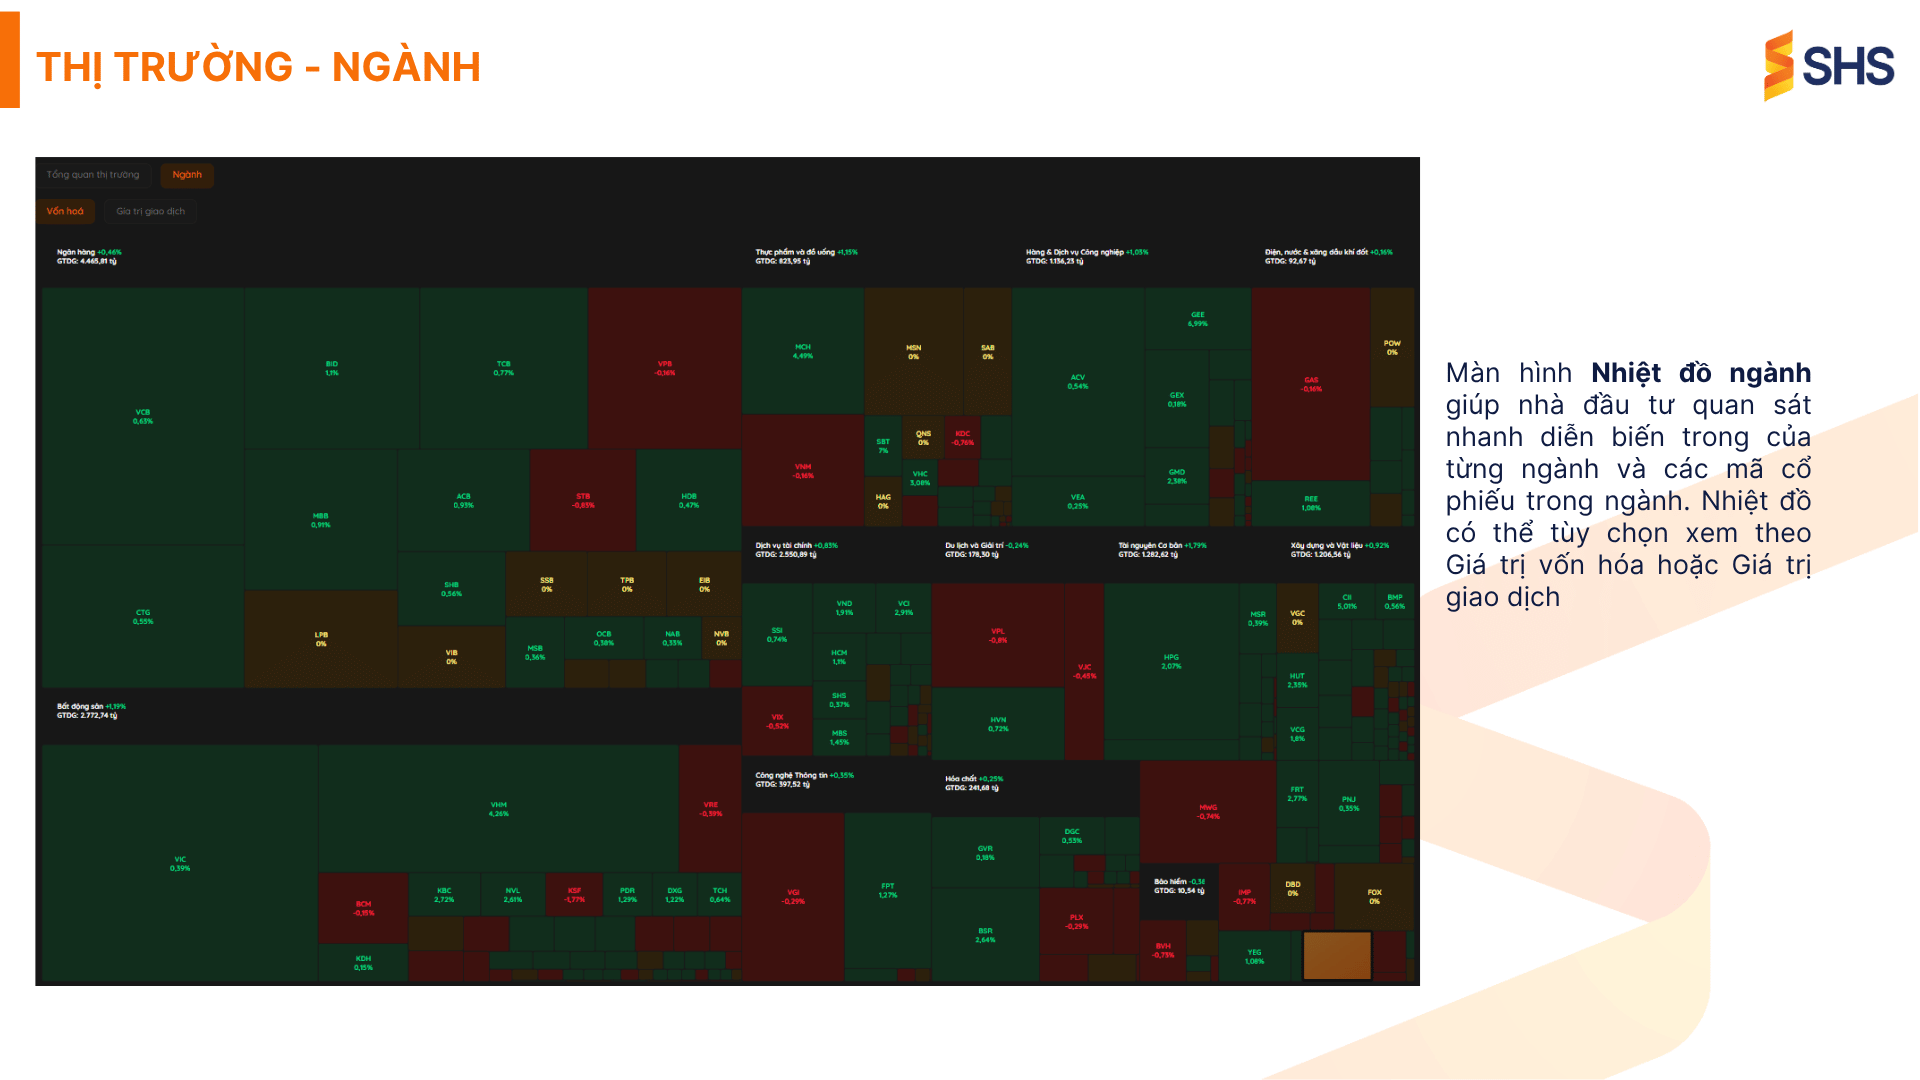 THỊ TRƯỜNG - NGÀNH
SHS
Tổng quan thị trường
Ngành
Vốn hoá
Gía trị giao dịch
Ngân hàng +0,46%
GTDG: 4.465,81 tỷ
Thực phẩm và đồ uống +1,15%
GTDG: 823,95 tỷ
Hàng & Dịch vụ Công nghiệp +1,03%
GTDG: 1.136,23 tỷ
Điện, nước & xăng dầu khí đốt +0,16%
GTDG: 92,67 tỷ
VCB
0,63%
BID
1,1%
TCB
0,77%
VPB
-0,16%
MBB
0,91%
ACB
0,93%
STB
HDB
0,47%
CTG
0,55%
LPB
0%
SHB
0,56%
VIB
0%
SSB
0%
TPB
0%
EIB
0%
MSB
0,36%
OCB
0,38%
NAB
0,33%
NVB
0%
MCH
4,49%
MSN
0%
SAB
0%
VNM
-0,16%
SBT
7%
QNS
0%
KDC
-0,76%
VHC
3,08%
HAG
0%
ACV
0,54%
VEA
0,25%
GEE
6,99%
GEX
0,18%
GMD
2,38%
GAS
-0,16%
POW
0%
REE
1,08%
Dịch vụ tài chính +0,83%
GTDG: 2.550,89 tỷ
Du lịch và Giải trí -0,24%
GTDG: 178,30 tỷ
Tài nguyên Cơ bản +1,79%
GTDG: 1.282,62 tỷ
Xây dựng và Vật liệu +0,92%
GTDG: 1.206,56 tỷ
SSI
0,74%
VND
1,91%
VCI
2,91%
HCM
1,1%
SHS
0,37%
VIX
-0,52%
MBS
1,45%
VPL
-0,8%
VJC
-0,45%
HVN
0,72%
HPG
2,07%
MSR
0,39%
VGC
0%
CII
5,01%
BMP
0,56%
HUT
2,35%
VCG
1,8%
Bất động sản +1,19%
GTDG: 2.772,74 tỷ
VIC
0,39%
VHM
4,26%
VRE
-0,39%
BCM
-0,15%
KDH
0,15%
KBC
2,72%
NVL
2,61%
KSF
-1,77%
PDR
1,29%
DXG
1,22%
TCH
0,64%
Công nghệ Thông tin +0,35%
GTDG: 397,52 tỷ
Hóa chất +0,25%
GTDG: 241,68 tỷ
VGI
-0,29%
FPT
1,27%
GVR
0,18%
DGC
0,53%
BSR
2,64%
PLX
-0,29%
MWG
-0,74%
FRT
2,77%
PNJ
0,35%
Bảo hiểm -0,36
GTDG: 10,54 tỷ
BVH
-0,75%
IMP
-0,77%
DBD
0%
FOX
0%
YEG
1,08%
Màn hình Nhiệt đồ ngành
giúp nhà đầu tư quan sát
nhanh diễn biến trong của
từng ngành và các mã cổ
phiếu trong ngành. Nhiệt đồ
có thể tùy chọn xem theo
Giá trị vốn hóa hoặc Giá trị
giao dịch